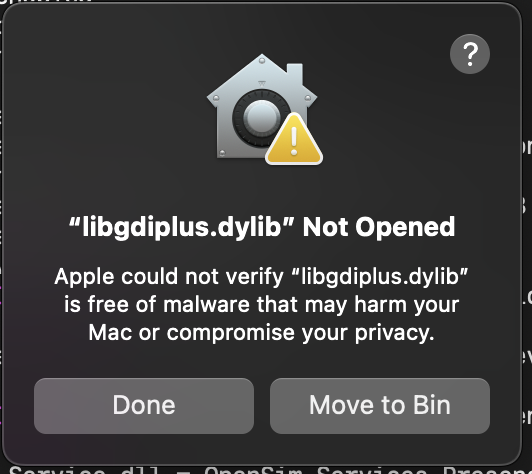 ?
“libgdiplus.dylib” Not Opened
Apple could not verify “libgdiplus.dylib”
is free of malware that may harm your
Mac or compromise your privacy.
Done
Move to Bin
Service.dll – OpenSim.Services.Presen